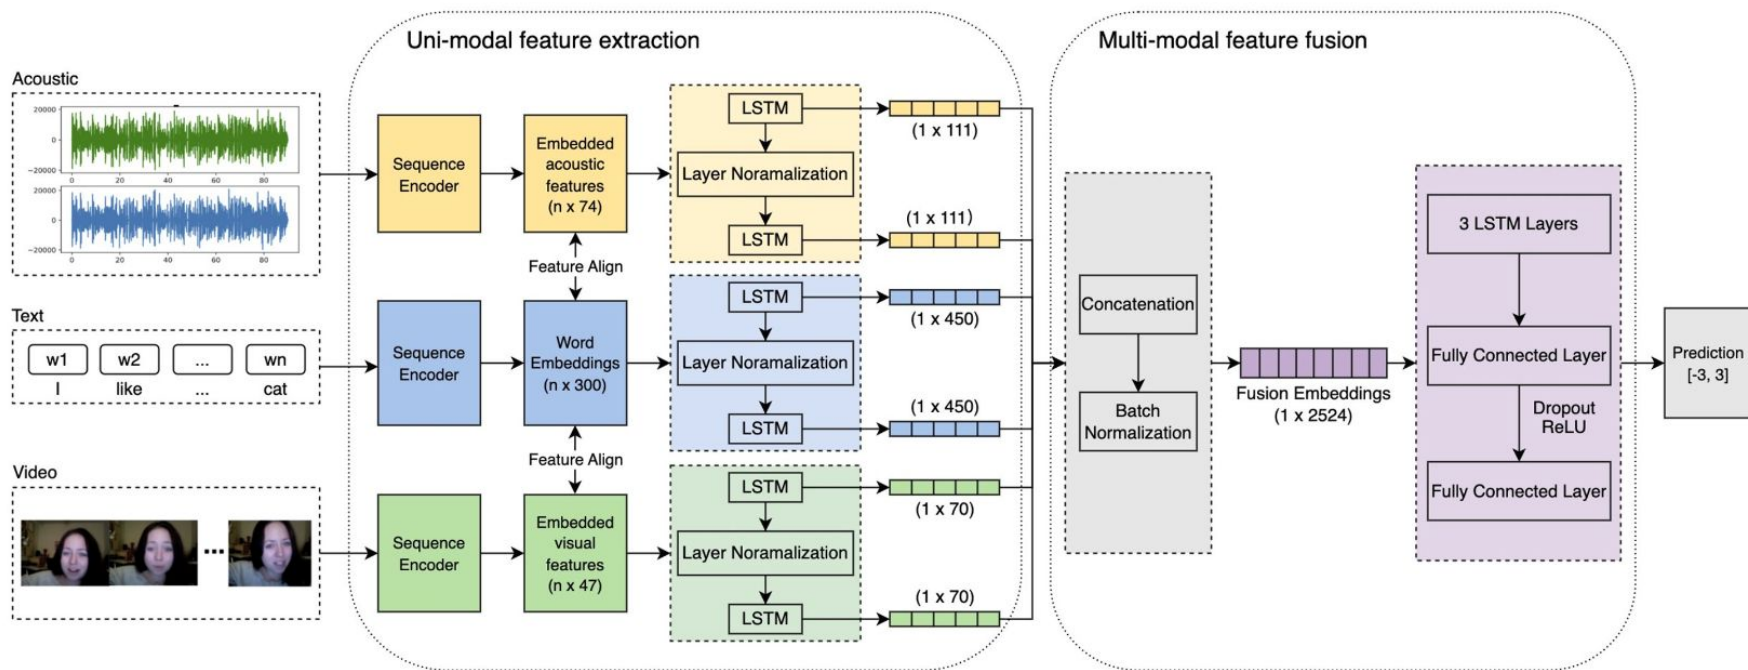 Uni-modal feature extraction
Multi-modal feature fusion
Acoustic
20000
0
−20000
0
20
40
60
80
20000
0
−20000
0
20
40
60
80
Sequence
Encoder
Embedded
acoustic
features
(n x 74)
LSTM
Layer Noramalization
LSTM
(1 x 111)
(1 x 111)
Feature Align
Text
w1
w2
...
wn
I
like
...
cat
Sequence
Encoder
Word
Embeddings
(n x 300)
LSTM
Layer Noramalization
LSTM
(1 x 450)
(1 x 450)
Feature Align
Video
...
Sequence
Encoder
Embedded
visual
features
(n x 47)
LSTM
Layer Noramalization
LSTM
(1 x 70)
(1 x 70)
Concatenation
Batch
Normalization
Fusion Embeddings
(1 x 2524)
3 LSTM Layers
Fully Connected Layer
Dropout
ReLU
Fully Connected Layer
Prediction
[-3, 3]